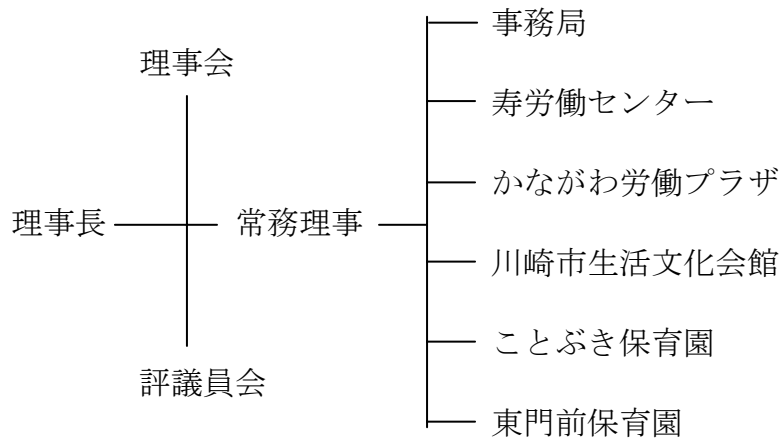 理事会
理事長
常務理事
評議員会
事務局
寿労働センター
かながわ労働プラザ
川崎市生活文化会館
ことぶき保育園
東門前保育園